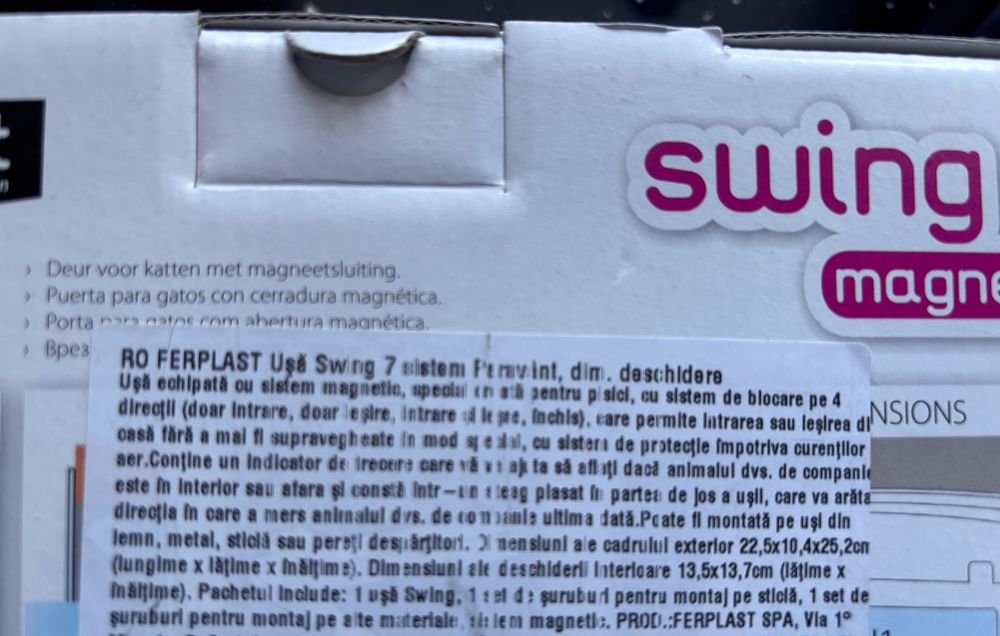 swing
magne
Deur voor katten met magneetsluiting.
Puerta para gatos con cerradura magnética.
Porta para gatos com abertura magnética.
Врез
RO FERPLAST Uşă Swing 7 sistem dim. deschidere
Uşă echipată cu sistem magnetic, special pentru pisici, cu sistem de blocare pe 4
direcţii (doar intrare, doar ieşire, intrare închis), care permite intrarea sau ieşirea di
casă fără a mai fi supravegheate în mod special, cu sistem de protecţie împotriva curenţilor
aer.Conţine un indicator de trecere care vă va ajuta să aflaţi dacă animalul dvs. de companie
este în interior sau afara şi constă într-un steag plasat în partea de jos a uşii, care va arăta
direcţia în care a mers animalul dvs. de companie ultima dată.Poate fi montată pe uşi din
lemn, metal, sticlă sau pereţi despărţitori. Dimensiuni ale cadrului exterior 22,5x10,4x25,2cm
(lungime x lăţime x înălţime). Dimensiuni ale deschiderii interioare 13,5x13,7cm (lăţime x
înălţime). Pachetul include: 1 uşă Swing, 1 set de şuruburi pentru montaj pe sticlă, 1 set de
şuruburi pentru montaj pe alte materiale, sistem magnetic. PROD.:FERPLAST SPA, Via 1°
NSIONS